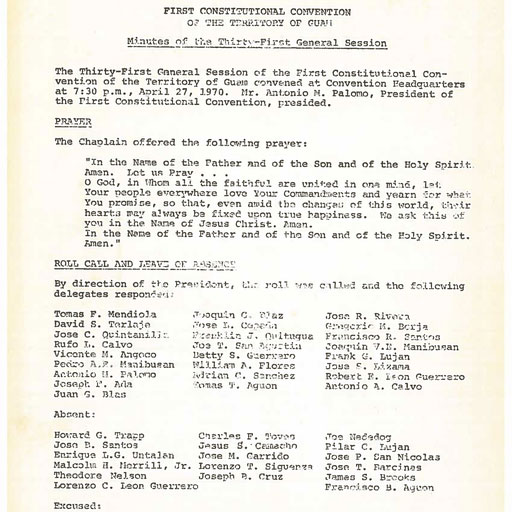 FIRST CONSTITUTIONAL CONVENTION
OF THE TERRITORY OF GUAM
Minutes of the Thirty-First General Session
The Thirty-First General Session of the First Constitutional Con-
vention of the Territory of Guam convened at Convention Headquarters
at 7:30 p.m., April 27, 1970. Mr. Antonio M. Palomo, President of
the First Constitutional Convention, presided.
PRAYER
The Chaplain offered the following prayer:
"In the Name of the Father and of the Son and of the Holy Spirit.
Amen. Let us Pray . . .
O God, in Whom all the faithful are united in one mind, let
Your people everywhere love Your Commandments and yearn for what
You promise, so that, even amid the changes of this world, their
hearts may always be fixed upon true happiness. We ask this of
you in the Name of Jesus Christ. Amen.
In the Name of the Father and of the Son and of the Holy Spirit.
Amen."
ROLL CALL AND LEAVE OF ABSENCE
By direction of the President, the roll was called and the following
delegates responded:
Tomas F. Mendiola Joaquin C. Diaz Jose R. Rivera
David S. Terlaje Jose L. Gregorio M. Borja
Jose C. Quintanilla Franklin J. Quitugua Francisco R. Santos
Rufo L. Calvo Joe T. San Agustin Joaquin V.E. Manibusan
Vicente M. Angoco Betty S. Guerrero Frank G. Lujan
Pedro Manibusan William A. Flores Jose S. Lizama
Antonio M. Palomo Adrian C. Sanchez Robert E. Leon Guerrero
Joseph F. Ada Tomas T. Aguon Antonio A. Calvo
Juan G. Blas
Absent:
Howard G. Trapp Charles F. Toves Joe Nededog
Jose B. Santos Jesus S. Camacho Pilar C. Lujan
Enrique L.G. Untalan Jose M. Carrido Jose P. San Nicolas
Malcolm H. Morrill, Jr. Lorenzo T. Siguenza Jose T. Barcinas
Theodore Nelson Joseph B. Cruz James S. Brooks
Lorenzo C. Leon Guerrero Francisco B. Aguon
Excused: